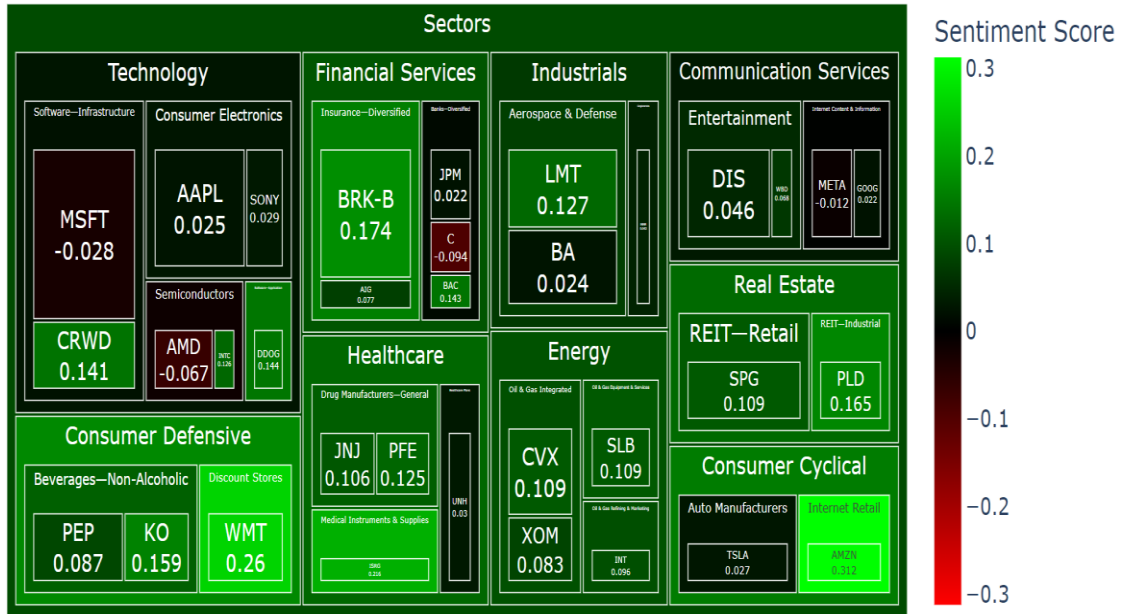 Sectors
Technology
Software—Infrastructure
MSFT
-0.028
CRWD
0.141
Consumer Electronics
AAPL
0.025
SONY
0.029
Semiconductors
AMD
-0.067
INTC
0.126
DDOG
0.144
Financial Services
Insurance—Diversified
BRK-B
0.174
AIG
0.077
Banks—Diversified
JPM
0.022
C
-0.094
BAC
0.143
Industrials
Aerospace & Defense
LMT
0.127
BA
0.024
Communication Services
Entertainment
DIS
0.046
WBD
0.068
Internet Content & Information
META
-0.012
GOOG
0.022
Real Estate
REIT—Retail
SPG
0.109
REIT—Industrial
PLD
0.165
Consumer Defensive
Beverages—Non-Alcoholic
PEP
0.087
KO
0.159
Discount Stores
WMT
0.26
Healthcare
Drug Manufacturers—General
JNJ
0.106
PFE
0.125
Medical Instruments & Supplies
ISRG
0.216
UNH
0.03
Energy
Oil & Gas Integrated
CVX
0.109
XOM
0.083
Oil & Gas Equipment & Services
SLB
0.109
Oil & Gas Refining & Marketing
INT
0.096
Consumer Cyclical
Auto Manufacturers
TSLA
0.027
Internet Retail
AMZN
0.312
Sentiment Score
0.3
0.2
0.1
0
−0.1
−0.2
−0.3